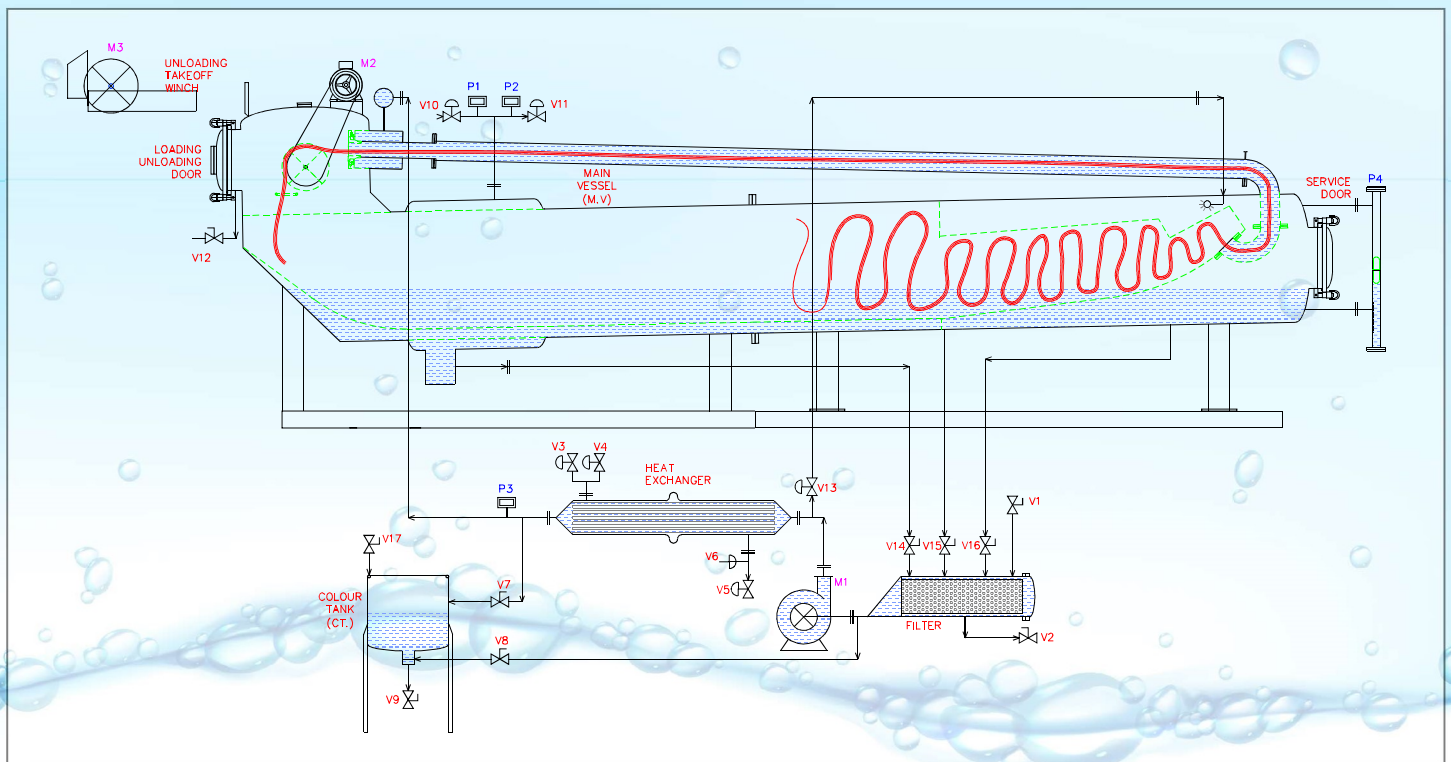 M3
UNLOADING
TAKEOFF
WINCH
M2
P1
P2
V10
V11
LOADING
UNLOADING
DOOR
MAIN
VESSEL
(M.V)
SERVICE
DOOR
P4
V12
V3
V4
HEAT
EXCHANGER
P3
V13
V1
V17
V14
V15
V16
V6
V5
M1
V7
COLOUR
TANK
(CT.)
FILTER
V2
V8
V9